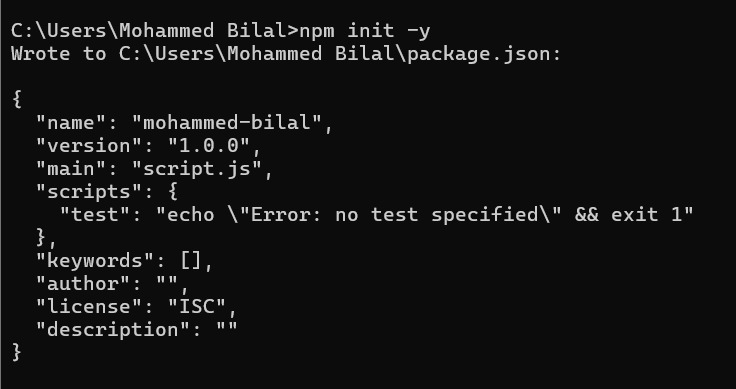 C:\Users\Mohammed Bilal>npm init -y
Wrote to C:\Users\Mohammed Bilal\package.json:

{
  "name": "mohammed-bilal",
  "version": "1.0.0",
  "main": "script.js",
  "scripts": {
    "test": "echo \"Error: no test specified\" && exit 1"
  },
  "keywords": [],
  "author": "",
  "license": "ISC",
  "description": ""
}